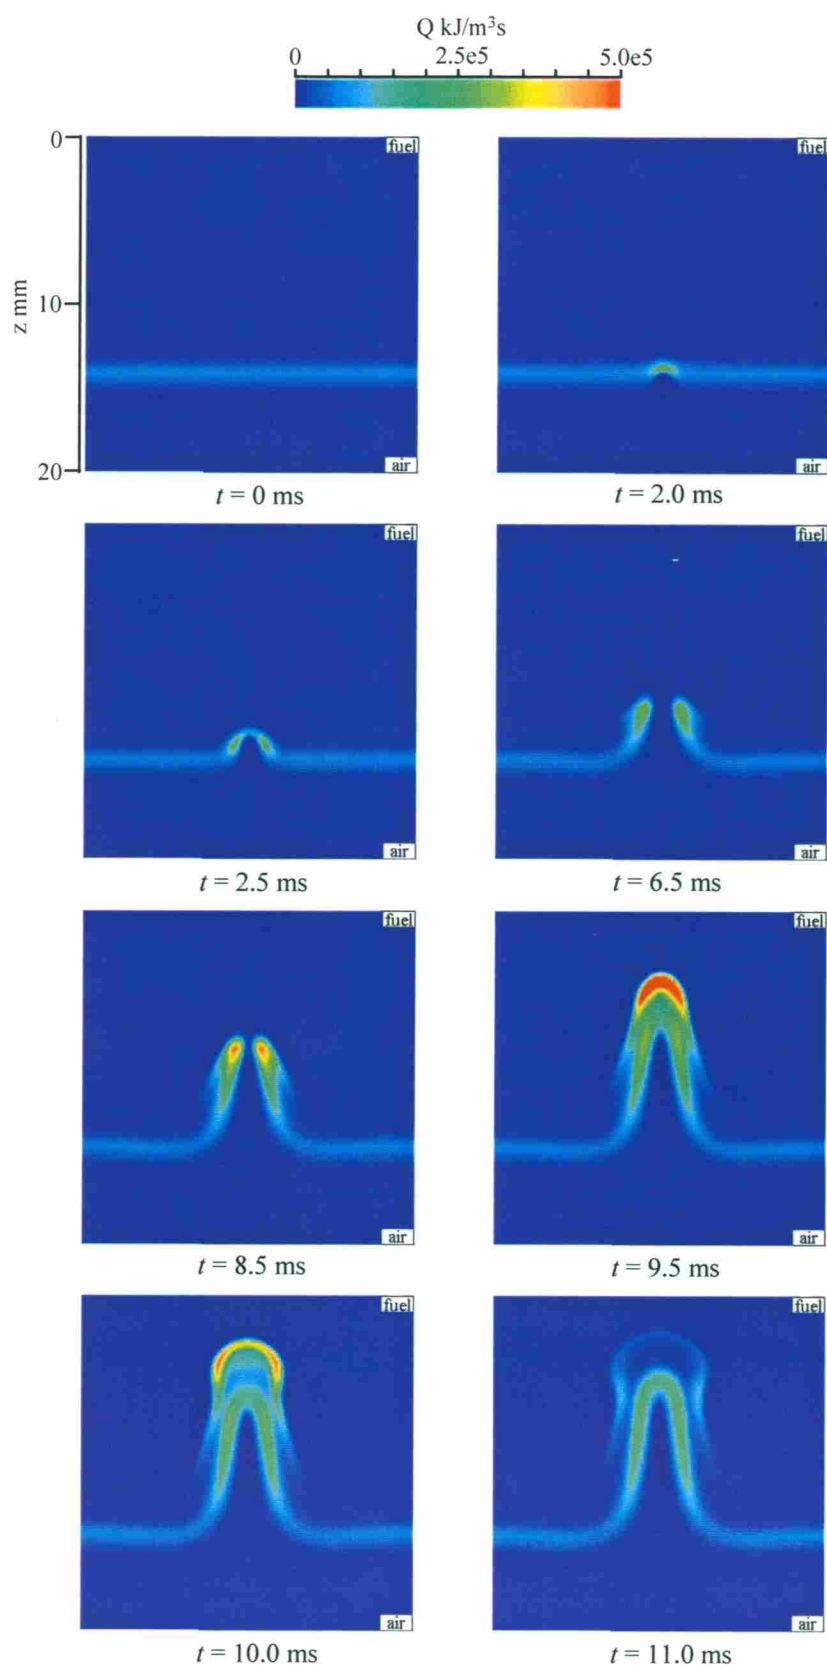 Q kJ/m³s
0 2.5e5 5.0e5
0 fuel fuel
z mm
10
20 air air
t = 0 ms t = 2.0 ms
fuel fuel
air air
t = 2.5 ms t = 6.5 ms
fuel fuel
air air
t = 8.5 ms t = 9.5 ms
fuel fuel
air air
t = 10.0 ms t = 11.0 ms